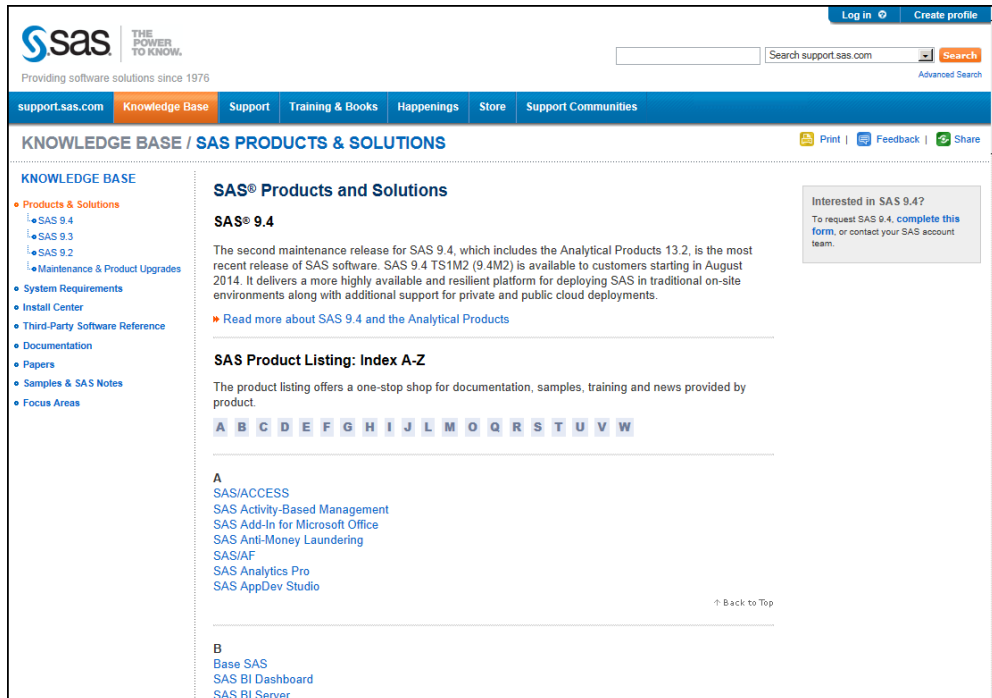 Log in
Create profile
sas
THE
POWER
TO KNOW.
Providing software solutions since 1976
Search support.sas.com
Search
Advanced Search
support.sas.com Knowledge Base Support Training & Books Happenings Store Support Communities
KNOWLEDGE BASE / SAS PRODUCTS & SOLUTIONS
Print | Feedback | Share
KNOWLEDGE BASE
Products & Solutions
SAS 9.4
SAS 9.3
SAS 9.2
Maintenance & Product Upgrades
System Requirements
Install Center
Third-Party Software Reference
Documentation
Papers
Samples & SAS Notes
Focus Areas
SAS® Products and Solutions
SAS® 9.4
The second maintenance release for SAS 9.4, which includes the Analytical Products 13.2, is the most
recent release of SAS software. SAS 9.4 TS1M2 (9.4M2) is available to customers starting in August
2014. It delivers a more highly available and resilient platform for deploying SAS in traditional on-site
environments along with additional support for private and public cloud deployments.
Read more about SAS 9.4 and the Analytical Products
SAS Product Listing: Index A-Z
The product listing offers a one-stop shop for documentation, samples, training and news provided by
product.
A B C D E F G H I J L M O Q R S T U V W
A
SAS/ACCESS
SAS Activity-Based Management
SAS Add-In for Microsoft Office
SAS Anti-Money Laundering
SAS/AF
SAS Analytics Pro
SAS AppDev Studio
Back to Top
B
Base SAS
SAS BI Dashboard
SAS BI Server
Interested in SAS 9.4?
To request SAS 9.4, complete this
form, or contact your SAS account
team.